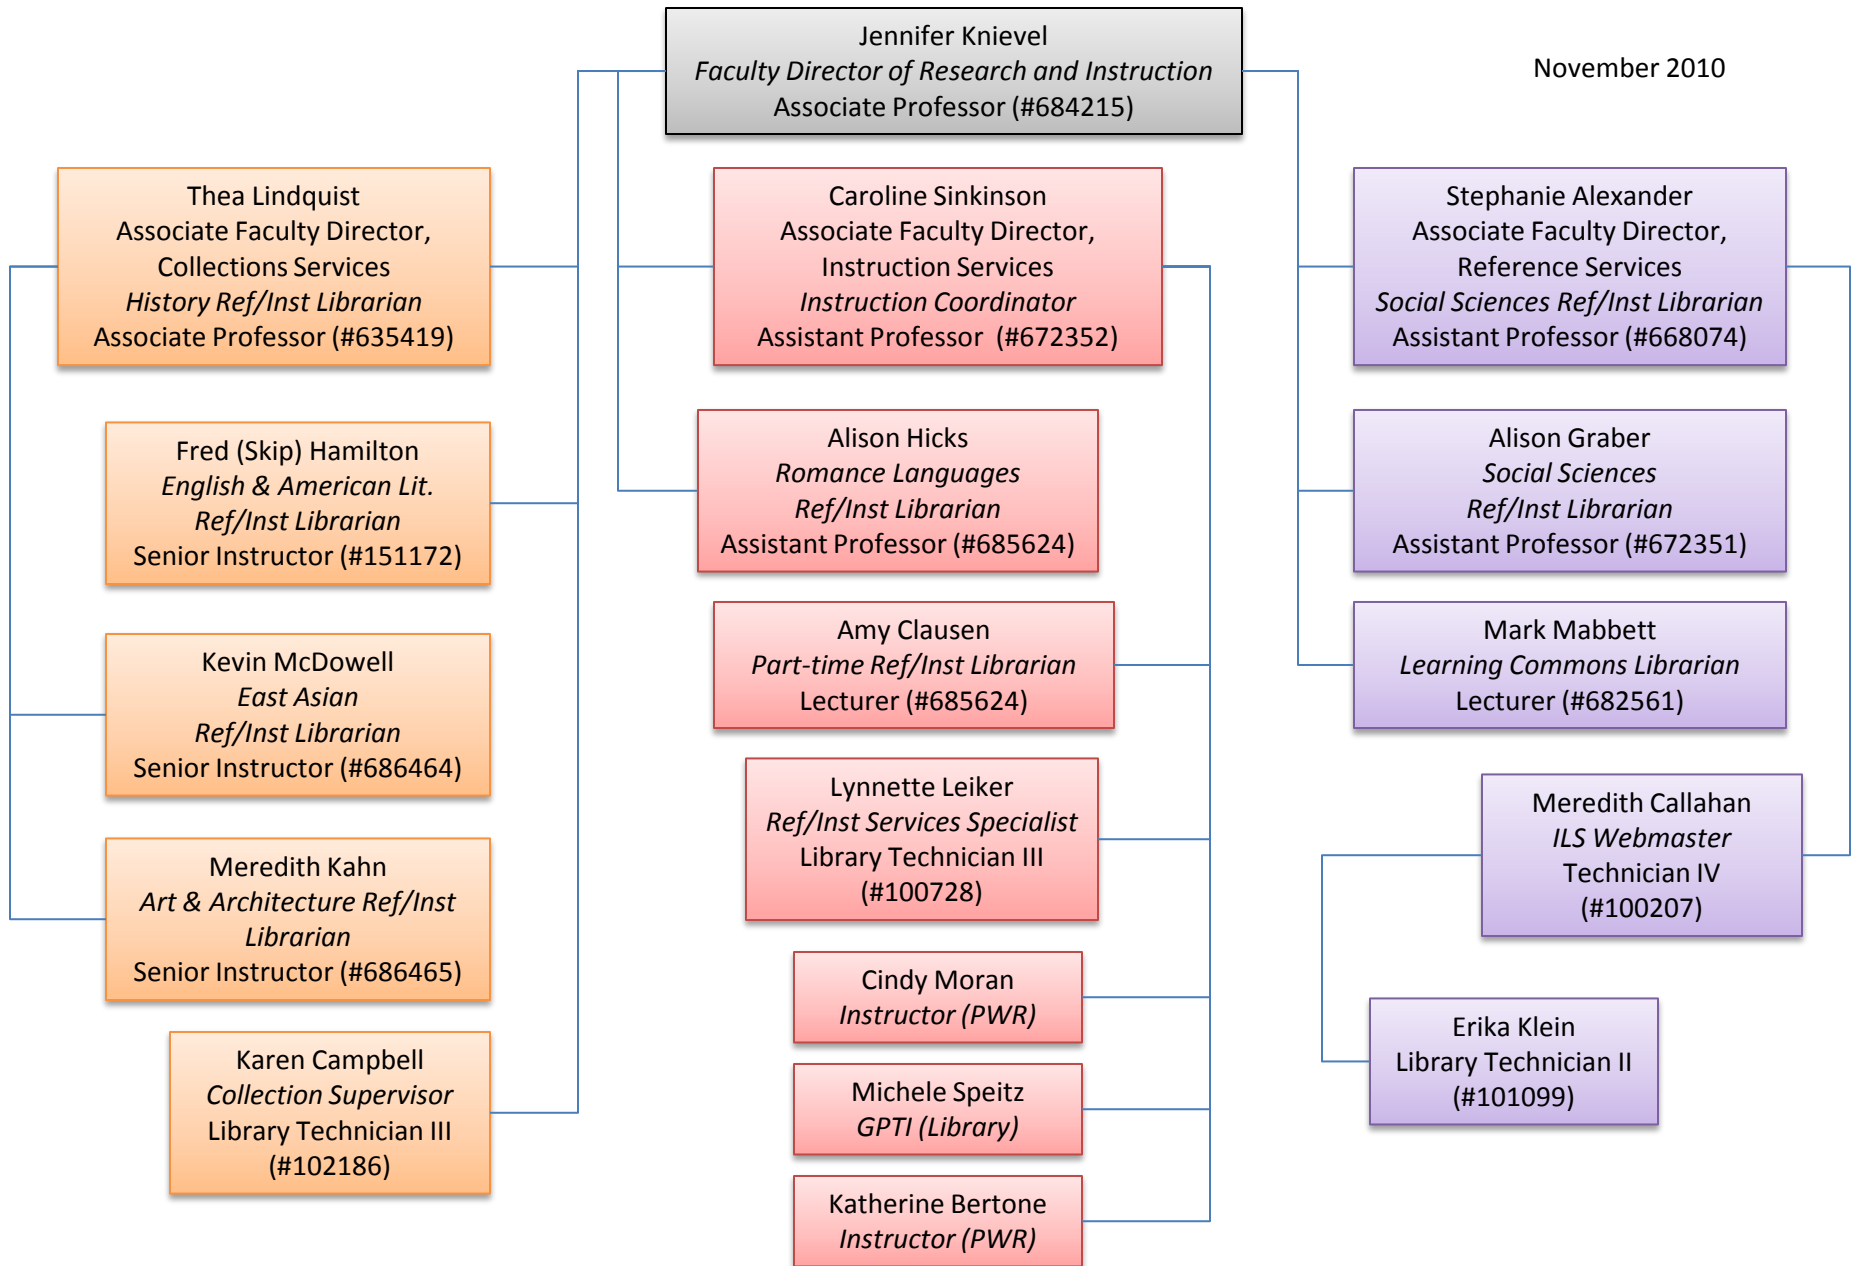 Jennifer Knievel
Faculty Director of Research and Instruction
Associate Professor (#684215)
November 2010
Thea Lindquist
Associate Faculty Director,
Collections Services
History Ref/Inst Librarian
Associate Professor (#635419)
Fred (Skip) Hamilton
English & American Lit.
Ref/Inst Librarian
Senior Instructor (#151172)
Kevin McDowell
East Asian
Ref/Inst Librarian
Senior Instructor (#686464)
Meredith Kahn
Art & Architecture Ref/Inst
Librarian
Senior Instructor (#686465)
Karen Campbell
Collection Supervisor
Library Technician III
(#102186)
Caroline Sinkinson
Associate Faculty Director,
Instruction Services
Instruction Coordinator
Assistant Professor  (#672352)
Alison Hicks
Romance Languages
Ref/Inst Librarian
Assistant Professor (#685624)
Amy Clausen
Part-time Ref/Inst Librarian
Lecturer (#685624)
Lynnette Leiker
Ref/Inst Services Specialist
Library Technician III
(#100728)
Cindy Moran
Instructor (PWR)
Michele Speitz
GPTI (Library)
Katherine Bertone
Instructor (PWR)
Stephanie Alexander
Associate Faculty Director,
Reference Services
Social Sciences Ref/Inst Librarian
Assistant Professor (#668074)
Alison Graber
Social Sciences
Ref/Inst Librarian
Assistant Professor (#672351)
Mark Mabbett
Learning Commons Librarian
Lecturer (#682561)
Meredith Callahan
ILS Webmaster
Technician IV
(#100207)
Erika Klein
Library Technician II
(#101099)